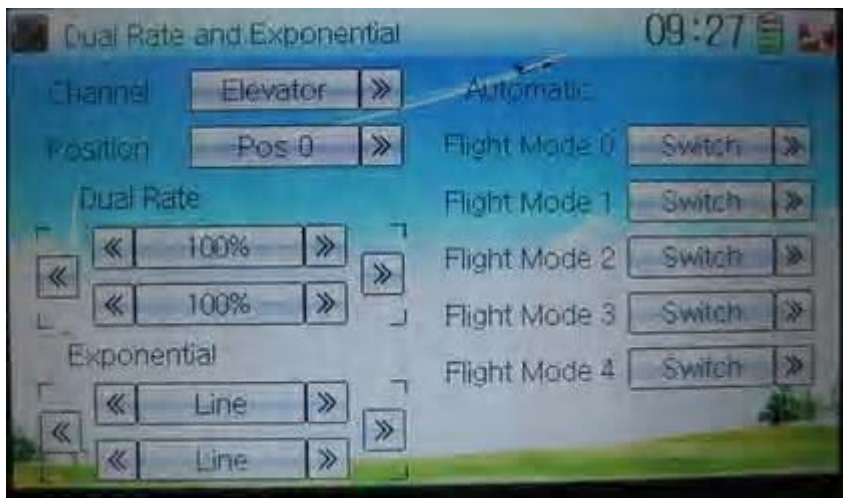 Dual Rate and Exponential 09:27
Channel Elevator »
Position Pos 0 »
Dual Rate
« 100% »
« »
« 100% »
Exponential
« Line »
« »
« Line »
Automatic
Flight Mode 0 Switch »
Flight Mode 1 Switch »
Flight Mode 2 Switch »
Flight Mode 3 Switch »
Flight Mode 4 Switch »